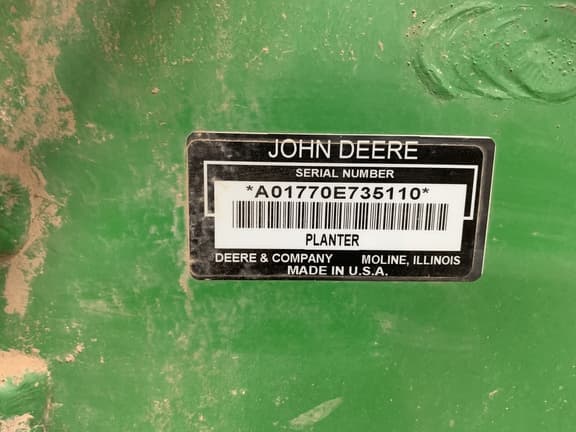 JOHN DEERE
SERIAL NUMBER
*A01770E735110*
PLANTER
DEERE & COMPANY MOLINE, ILLINOIS
MADE IN U.S.A.